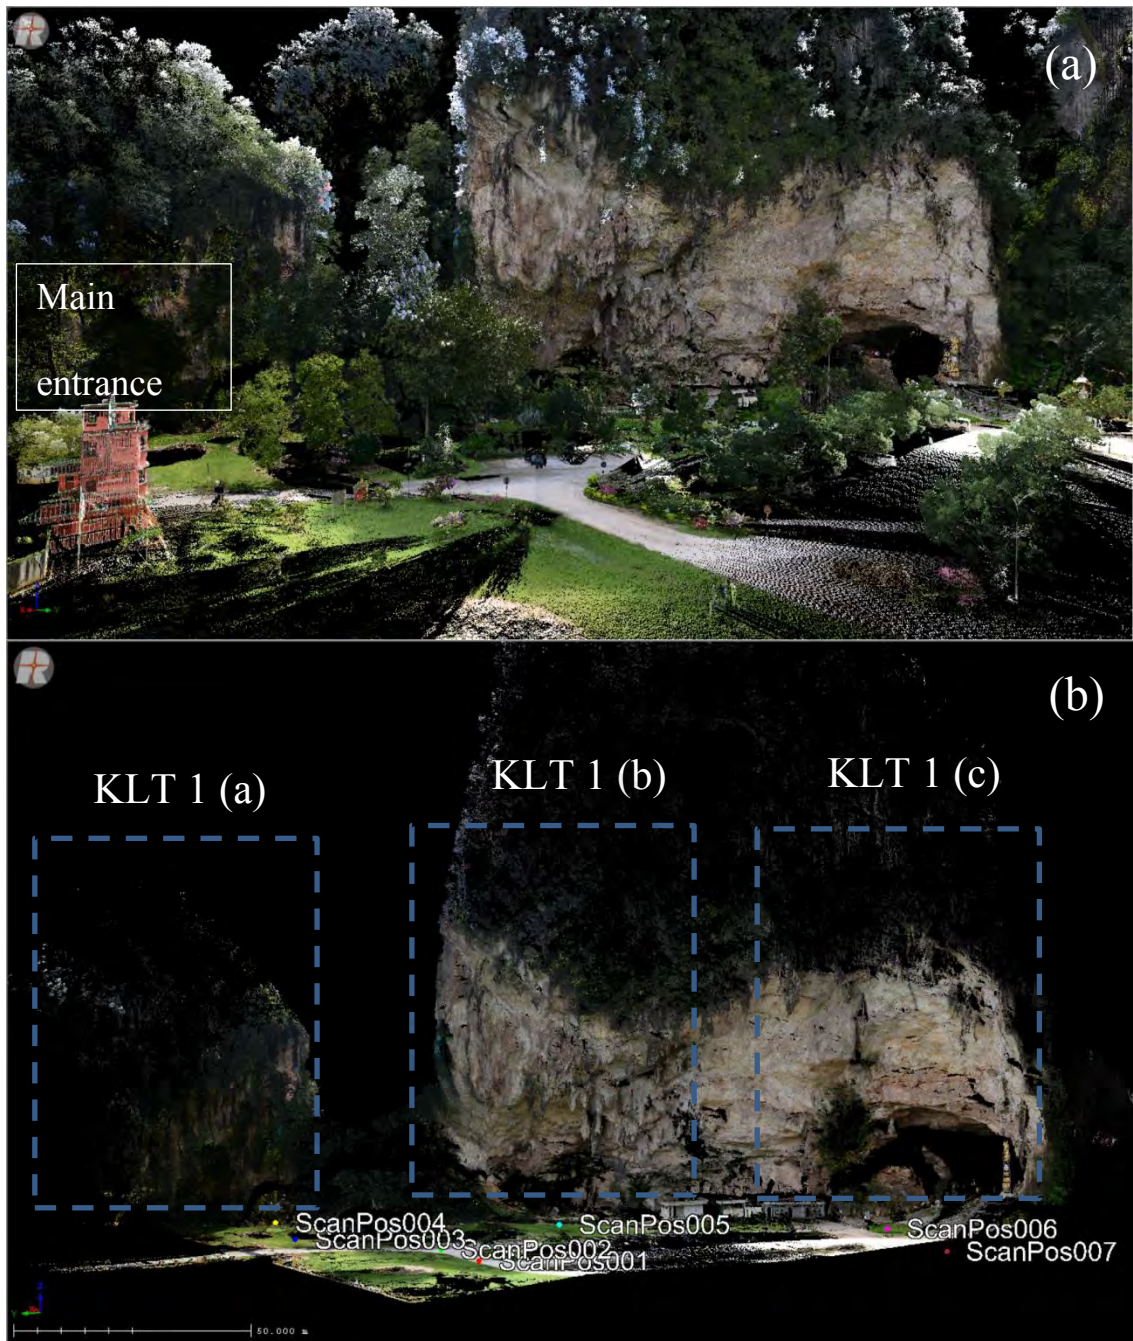 (a)
Main
entrance
(b)
KLT 1 (a)
KLT 1 (b)
KLT 1 (c)
ScanPos004
ScanPos005
ScanPos006
ScanPos003
ScanPos002
ScanPos007
ScanPos001
50.000 m